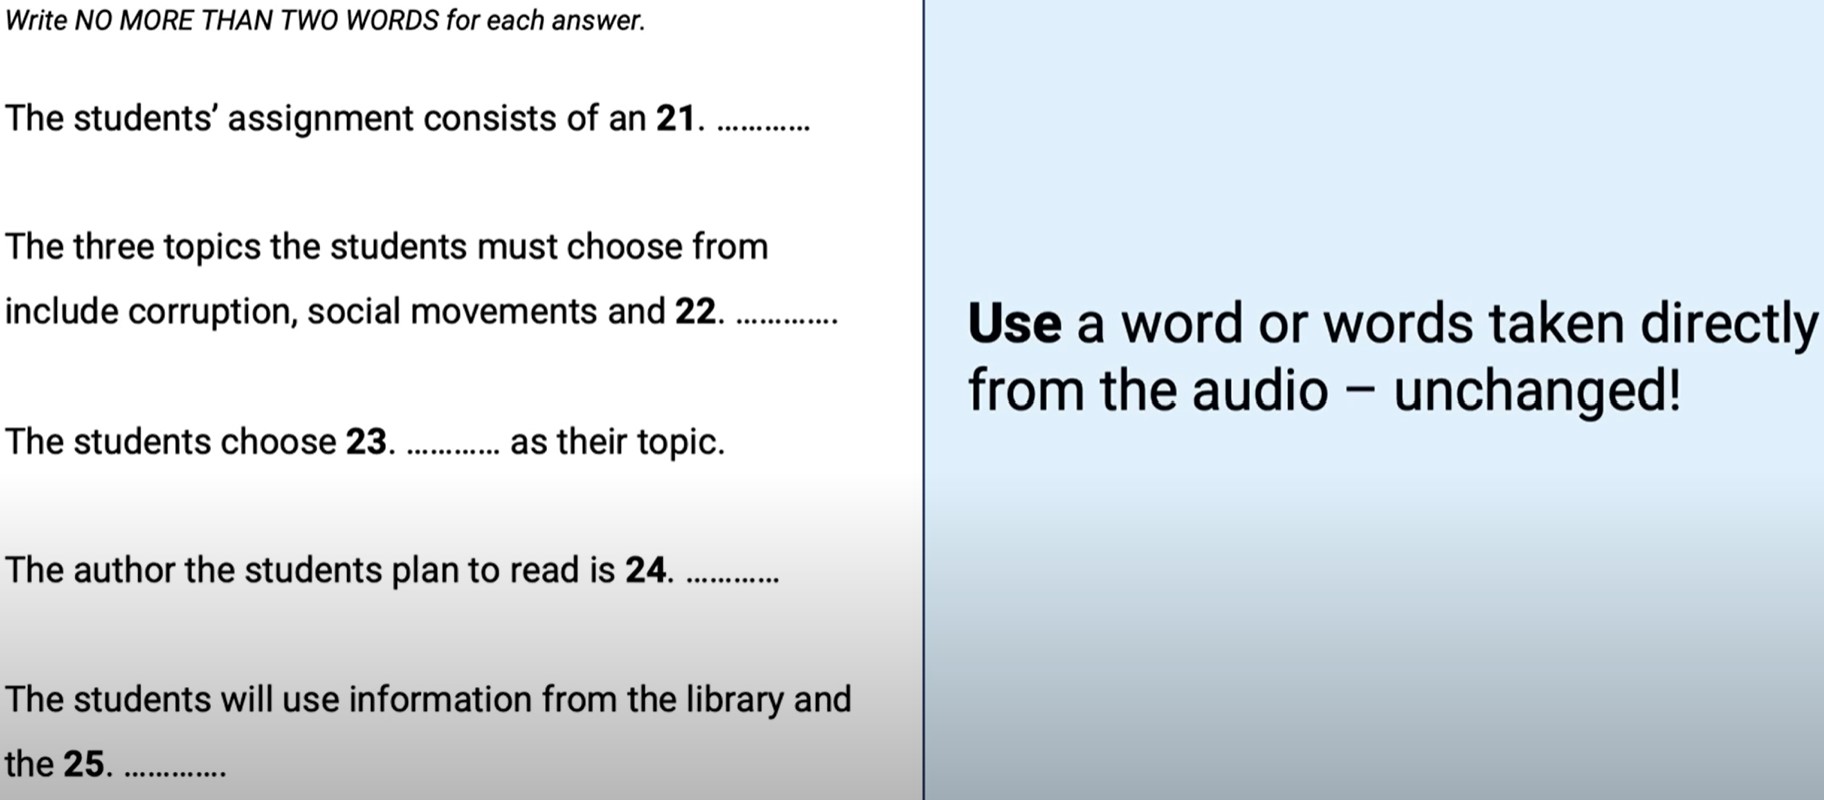 Write NO MORE THAN TWO WORDS for each answer.
The students’ assignment consists of an 21. ............
The three topics the students must choose from
include corruption, social movements and 22. .............
The students choose 23. ............ as their topic.
The author the students plan to read is 24. ............
The students will use information from the library and
the 25. .............
Use a word or words taken directly
from the audio – unchanged!